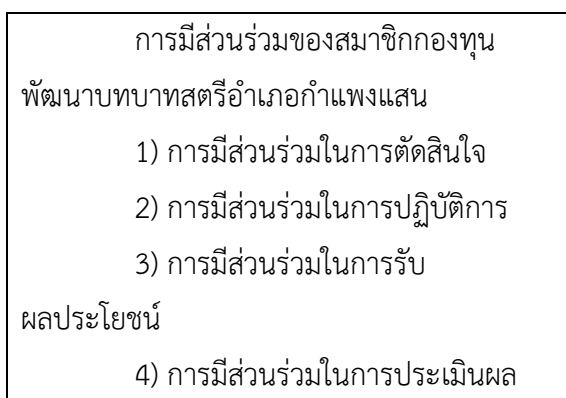 การมีส่วนร่วมของสมาชิกกองทุน
พัฒนาบทบาทสตรีอำเภอกำแพงแสน
1) การมีส่วนร่วมในการตัดสินใจ
2) การมีส่วนร่วมในการปฏิบัติการ
3) การมีส่วนร่วมในการรับ
ผลประโยชน์
4) การมีส่วนร่วมในการประเมินผล